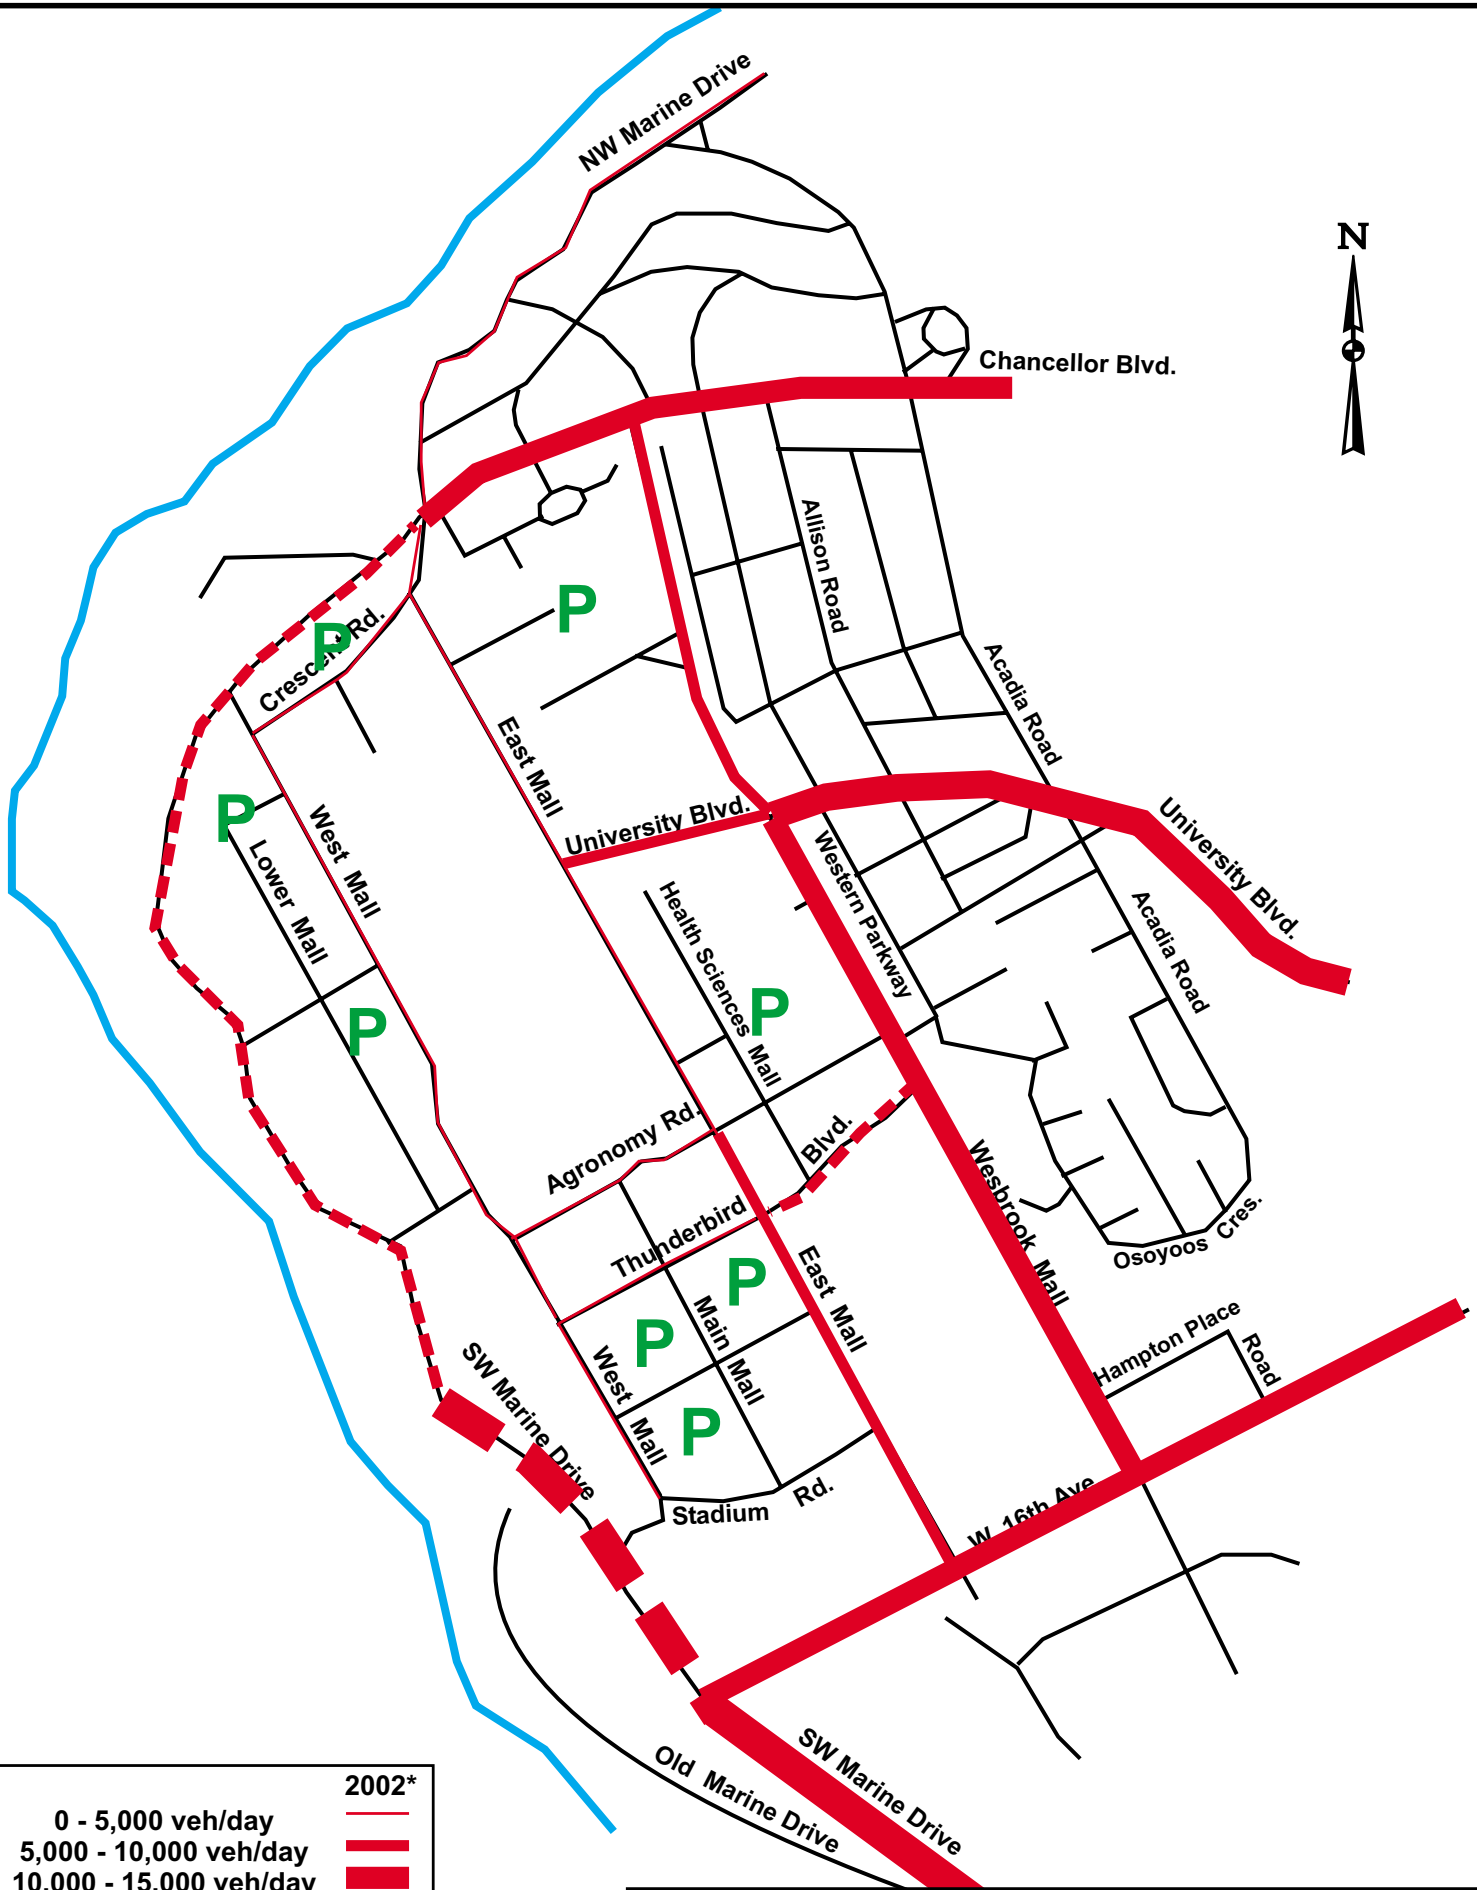 NW Marine Drive
N
Chancellor Blvd.
Allison Road
P
P
Crescent Rd.
Acadia Road
East Mall
University Blvd.
P
West Mall
Lower Mall
Western Parkway
University Blvd.
Health Sciences Mall
Acadia Road
P
P
Agronomy Rd.
Thunderbird Blvd.
Wesbrook Mall
Osoyoos Cres.
P
East Mall
Main Mall
P
West Mall
Hampton Place Road
SW Marine Drive
P
Stadium Rd.
W. 16th Ave
SW Marine Drive
Old Marine Drive
2002*
0 - 5,000 veh/day
5,000 - 10,000 veh/day
10,000 - 15,000 veh/day